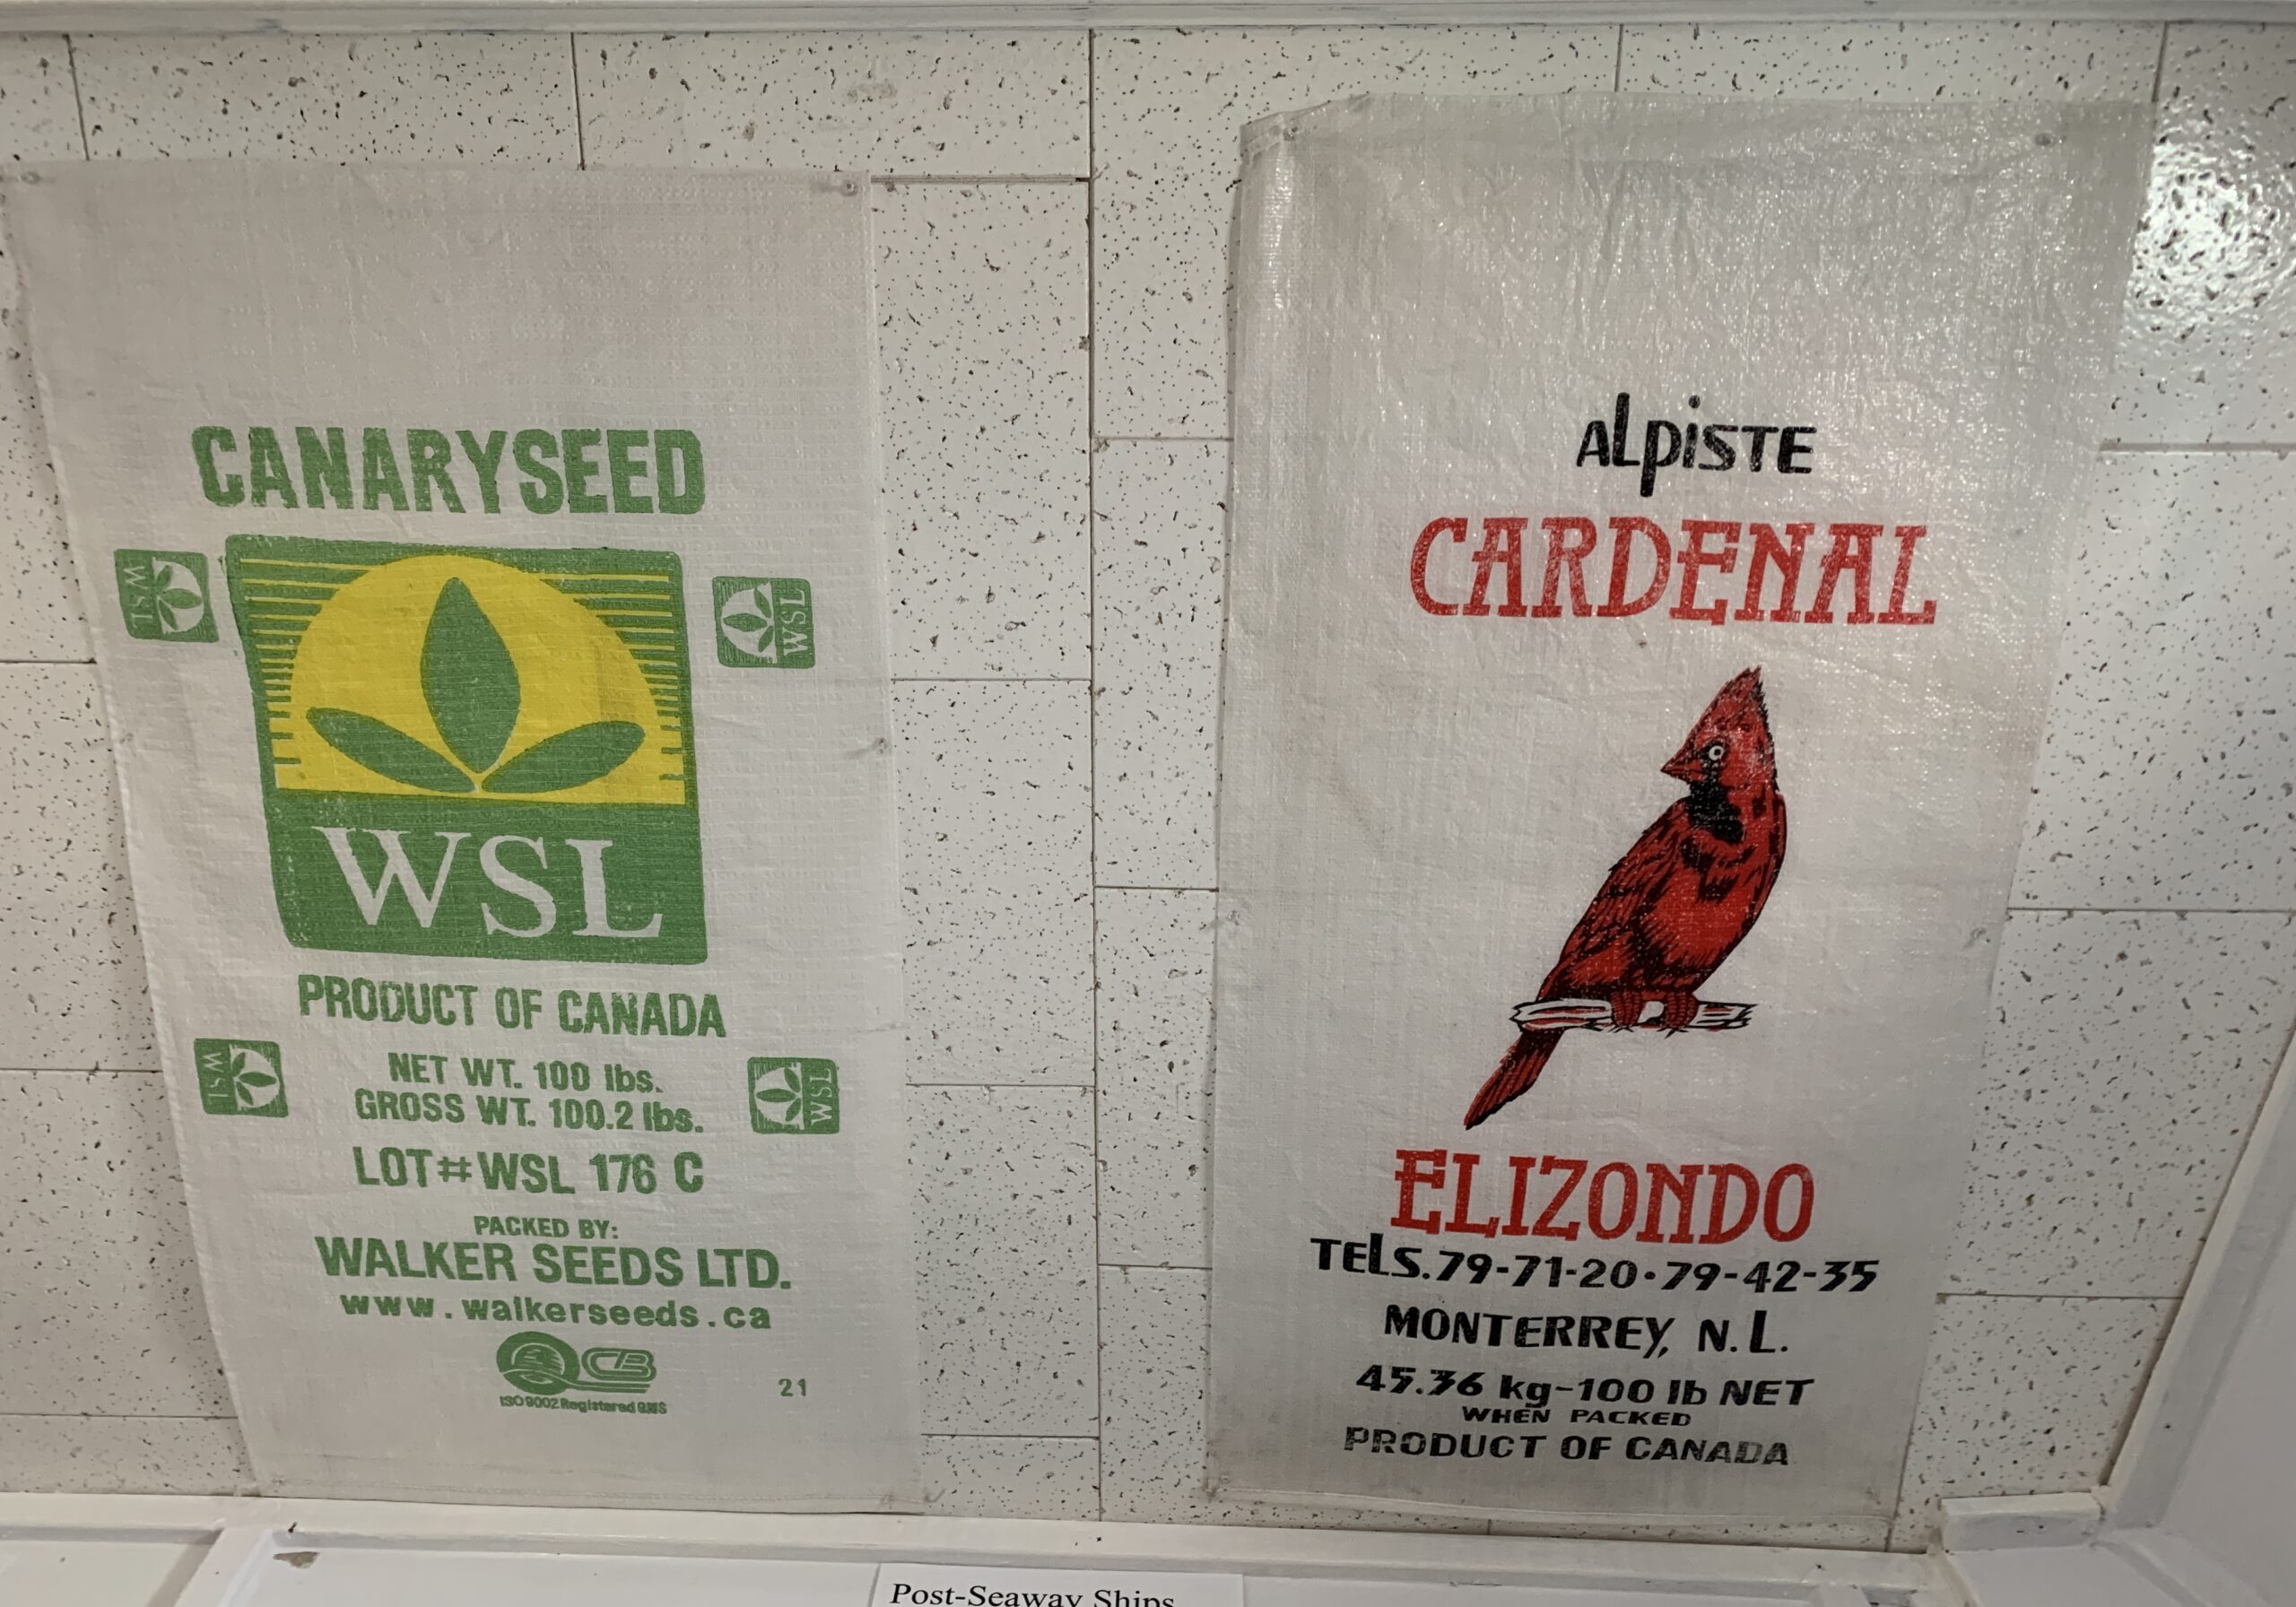 CANARYSEED
WSL
WSL
WSL
PRODUCT OF CANADA
NET WT. 100 lbs.
GROSS WT. 100.2 lbs.
WSL
WSL
LOT#WSL 176 C
PACKED BY:
WALKER SEEDS LTD.
www.walkerseeds.ca
QCB
ISO 9002 Registered QMS
21
ALPiSTE
CARDENAL
ELIZONDO
TELS.79-71-20·79-42-35
MONTERREY, N.L.
45.36 kg-100 lb NET
WHEN PACKED
PRODUCT OF CANADA
Post-Seaway Ships